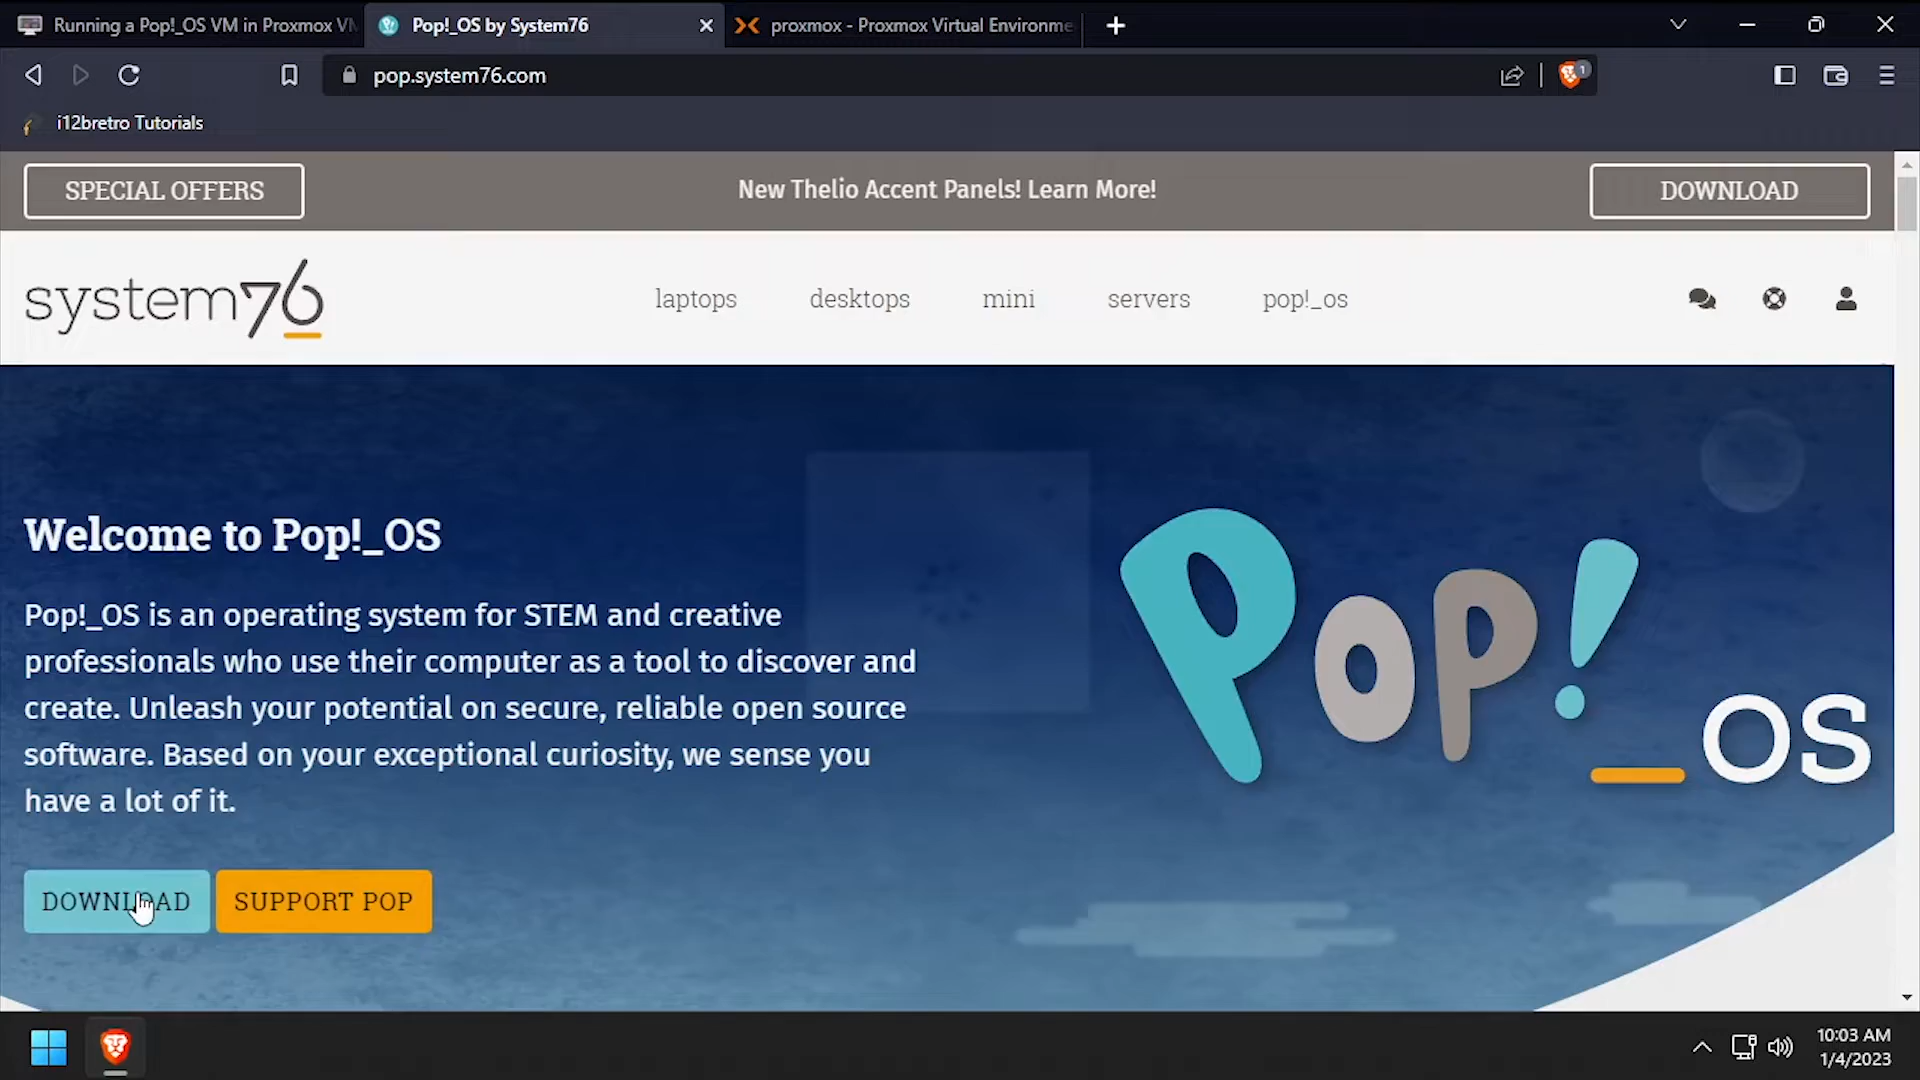 Running a Pop!_OS VM in Proxmox VM
Pop!_OS by System76
proxmox - Proxmox Virtual Environme
pop.system76.com
1
i12bretro Tutorials
SPECIAL OFFERS
New Thelio Accent Panels! Learn More!
DOWNLOAD
system76
laptops
desktops
mini
servers
pop!_os
Welcome to Pop!_OS
Pop!_OS is an operating system for STEM and creative
professionals who use their computer as a tool to discover and
create. Unleash your potential on secure, reliable open source
software. Based on your exceptional curiosity, we sense you
have a lot of it.
Pop!_OS
DOWNLOAD
SUPPORT POP
10:03 AM
1/4/2023